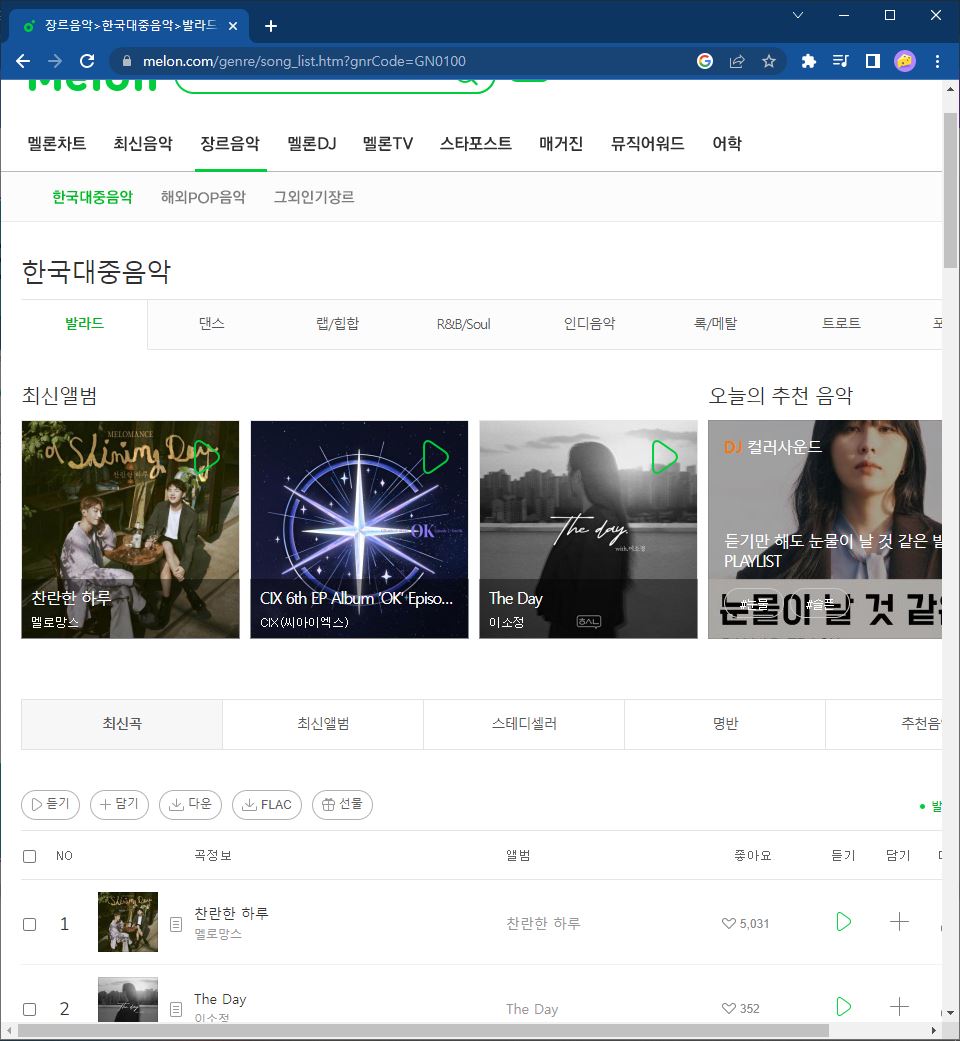 장르음악>한국대중음악>발라드
melon.com/genre/song_list.htm?gnrCode=GN0100
Melon
멜론차트 최신음악 장르음악 멜론DJ 멜론TV 스타포스트 매거진 뮤직어워드 어학
한국대중음악 해외POP음악 그외인기장르
한국대중음악
발라드 댄스 랩/힙합 R&B/Soul 인디음악 록/메탈 트로트 포
최신앨범
오늘의 추천 음악
MELOMANCE
a Shining Day
찬란한 하루
찬란한 하루
멜로망스
OK
CIX 6th EP Album 'OK' Episo...
CIX (씨아이엑스)
The day.
with.이소정
The Day
이소정
DJ 컬러사운드
듣기만 해도 눈물이 날 것 같은 발
PLAYLIST
#눈물 #슬픈
눈물이 날 것 같은
최신곡 최신앨범 스테디셀러 명반 추천음
듣기 담기 다운 FLAC 선물
발
NO 곡정보 앨범 좋아요 듣기 담기
1 찬란한 하루 찬란한 하루 5,031
멜로망스
2 The Day The Day 352
이소정